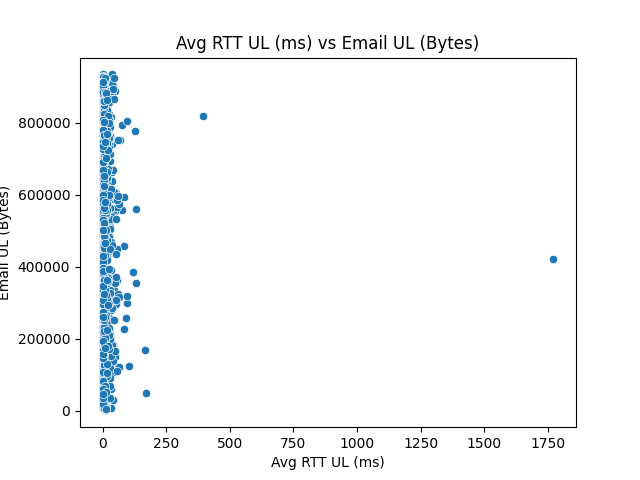 Avg RTT UL (ms) vs Email UL (Bytes)
800000
600000
400000
200000
0
Email UL (Bytes)
0 250 500 750 1000 1250 1500 1750
Avg RTT UL (ms)